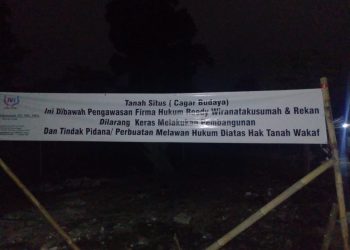 Tanah Situs ( Cagar Budaya)
Ini Dibawah Pengawasan Firma Hukum Roedy Wiranatakusumah & Rekan
Dilarang Keras Melakukan Pembangunan
Dan Tindak Pidana/ Perbuatan Melawan Hukum Diatas Hak Tanah Wakaf